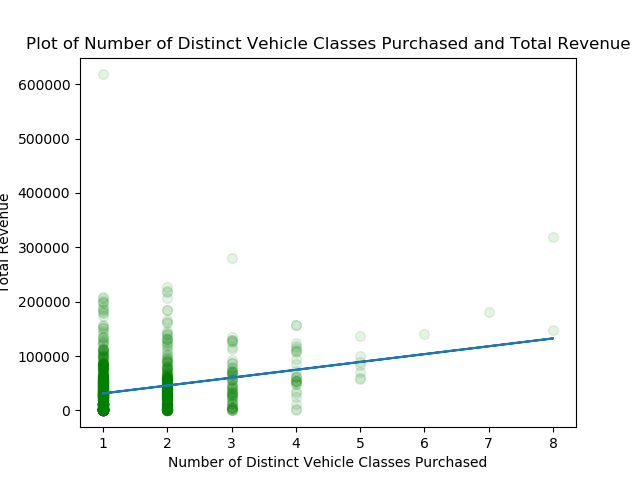 Plot of Number of Distinct Vehicle Classes Purchased and Total Revenue
600000
500000
400000
300000
200000
100000
0
Total Revenue
1 2 3 4 5 6 7 8
Number of Distinct Vehicle Classes Purchased